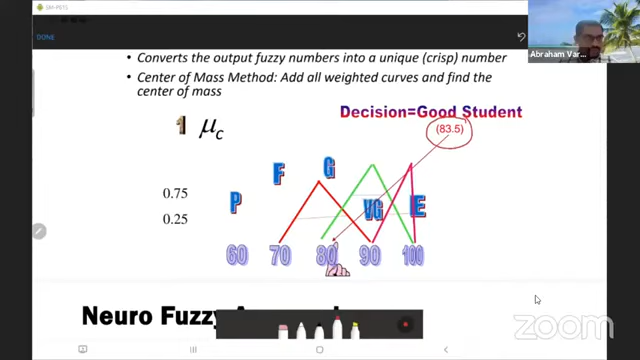 SM-P615
DONE
Abraham Var...
• Converts the output fuzzy numbers into a unique (crisp) number
• Center of Mass Method: Add all weighted curves and find the
center of mass
Decision=Good Student
(83.5)
1 μc
P F G VG E
0.75
0.25
60 70 80 90 100
Neuro Fuzzy
zoom